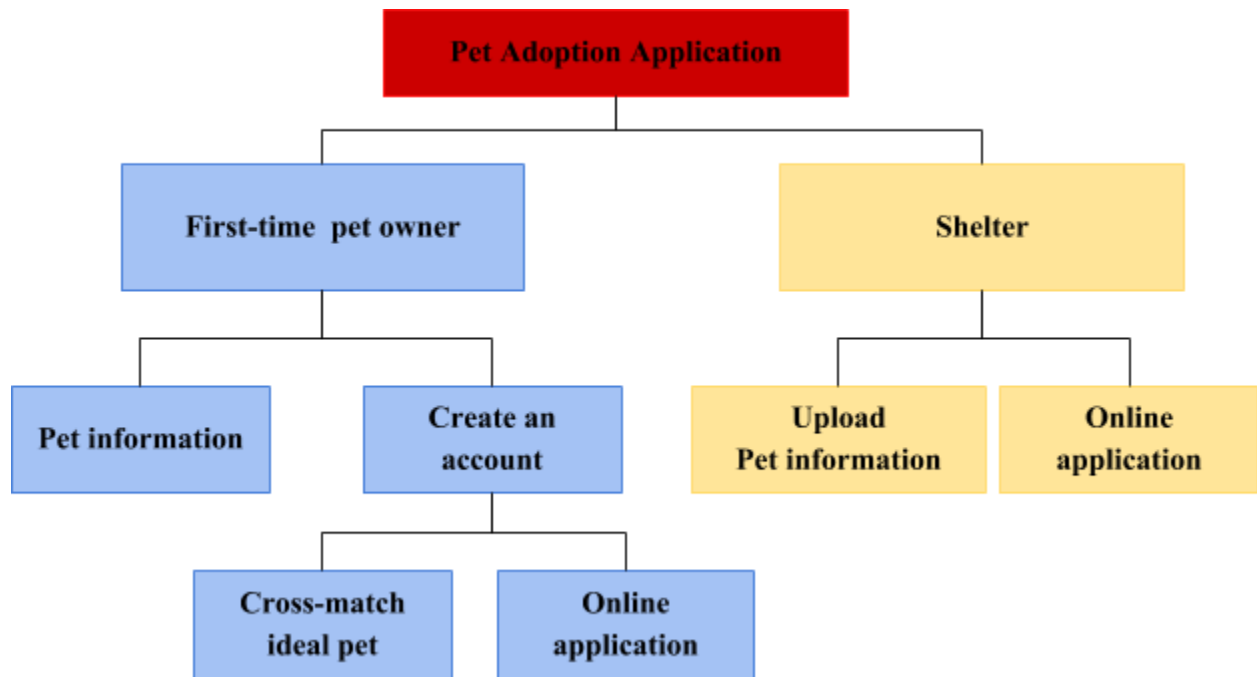 Pet Adoption Application
First-time pet owner
Shelter
Pet information
Create an
account
Upload
Pet information
Online
application
Cross-match
ideal pet
Online
application